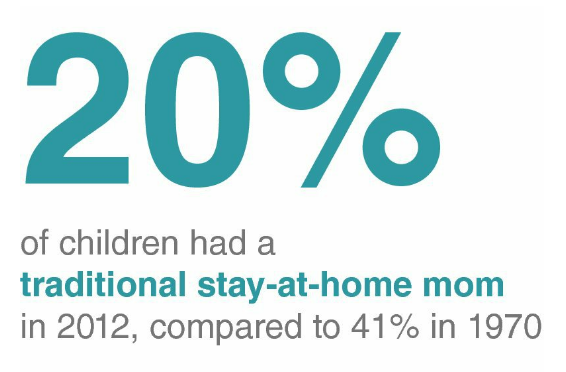 20%
of children had a
traditional stay-at-home mom
in 2012, compared to 41% in 1970